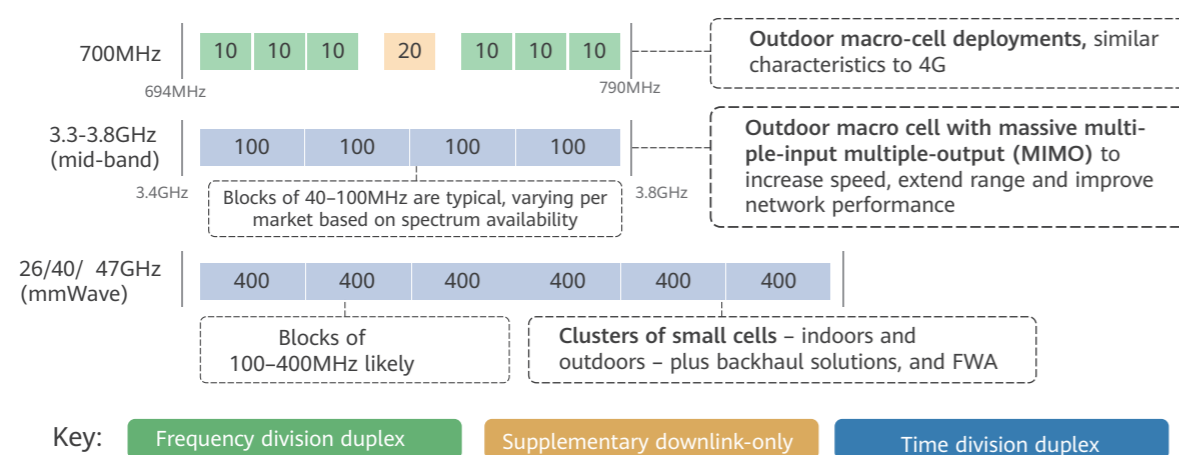 700MHz
10 10 10 20 10 10 10
694MHz
790MHz
Outdoor macro-cell deployments, similar
characteristics to 4G
3.3-3.8GHz
(mid-band)
100 100 100 100
3.4GHz
3.8GHz
Blocks of 40–100MHz are typical, varying per
market based on spectrum availability
Outdoor macro cell with massive multi-
ple-input multiple-output (MIMO) to
increase speed, extend range and improve
network performance
26/40/ 47GHz
(mmWave)
400 400 400 400 400 400
Blocks of
100–400MHz likely
Clusters of small cells – indoors and
outdoors – plus backhaul solutions, and FWA
Key: Frequency division duplex Supplementary downlink-only Time division duplex